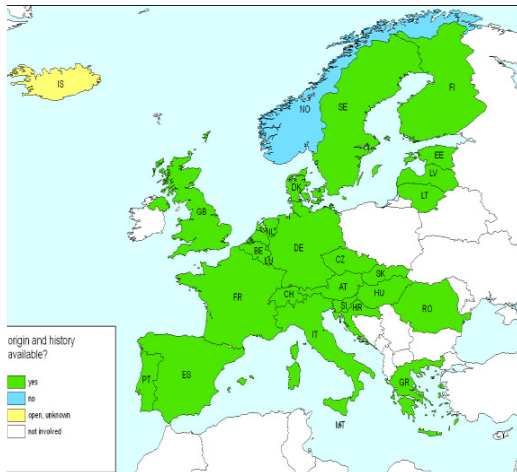 IS
NO
SE
FI
EE
LV
LT
DK
GB
NL
BE
LU
DE
CZ
SK
FR
CH
AT
HU
SI
HR
RO
IT
PT
ES
GR
MT
origin and history
available?
yes
no
open, unknown
not involved